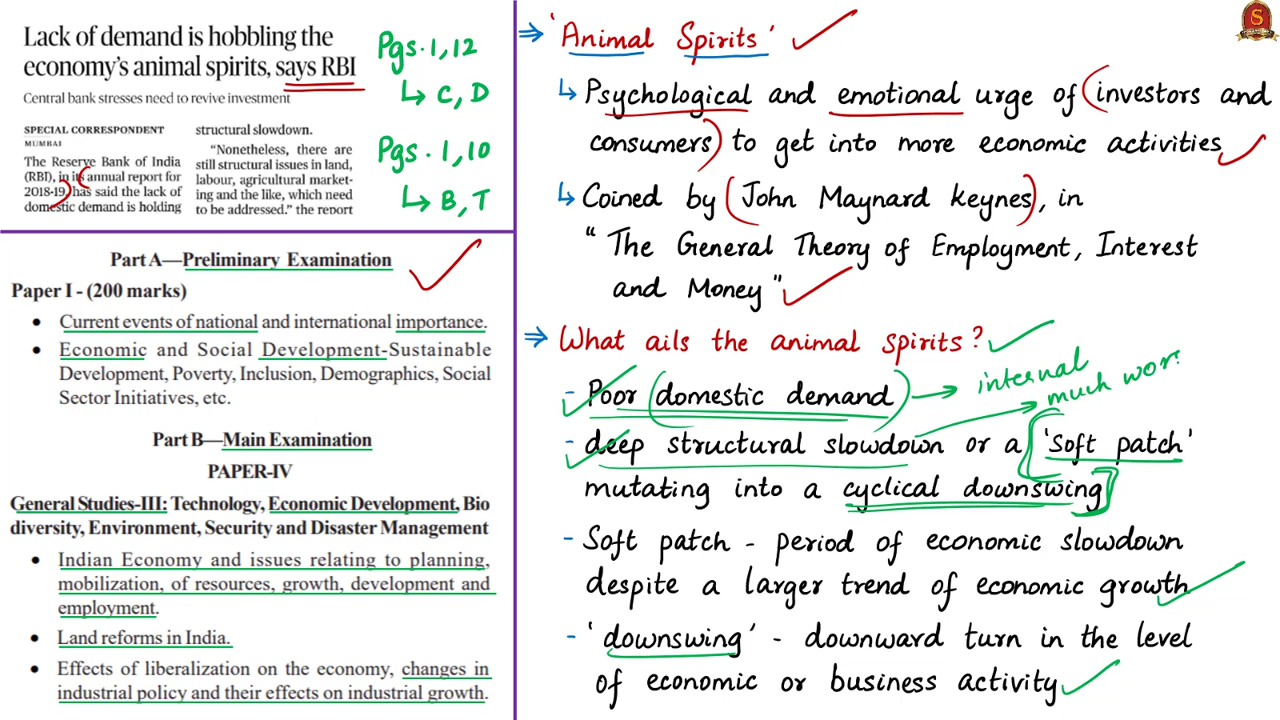 Lack of demand is hobbling the
economy's animal spirits, says RBI
Central bank stresses need to revive investment
SPECIAL CORRESPONDENT
MUMBAI
The Reserve Bank of India
(RBI), in its annual report for
2018-19, has said the lack of
domestic demand is holding
structural slowdown.
"Nonetheless, there are
still structural issues in land,
labour, agricultural market-
ing and the like, which need
to be addressed." the report
Pgs. 1, 12
↳ C, D
Pgs. 1, 10
↳ B, T
Part A—Preliminary Examination
Paper I - (200 marks)
• Current events of national and international importance.
• Economic and Social Development-Sustainable
Development, Poverty, Inclusion, Demographics, Social
Sector Initiatives, etc.
Part B—Main Examination
PAPER-IV
General Studies-III: Technology, Economic Development, Bio
diversity, Environment, Security and Disaster Management
• Indian Economy and issues relating to planning,
mobilization, of resources, growth, development and
employment.
• Land reforms in India.
• Effects of liberalization on the economy, changes in
industrial policy and their effects on industrial growth.
⇒ 'Animal Spirits'
↳ Psychological and emotional urge of investors and
consumers to get into more economic activities
↳ Coined by John Maynard Keynes, in
"The General Theory of Employment, Interest
and Money"
⇒ What ails the animal spirits?
- Poor domestic demand → internal
- deep structural slowdown or a 'soft patch'
much wor
mutating into a cyclical downswing
- Soft patch - period of economic slowdown
despite a larger trend of economic growth
- 'downswing' - downward turn in the level
of economic or business activity
S